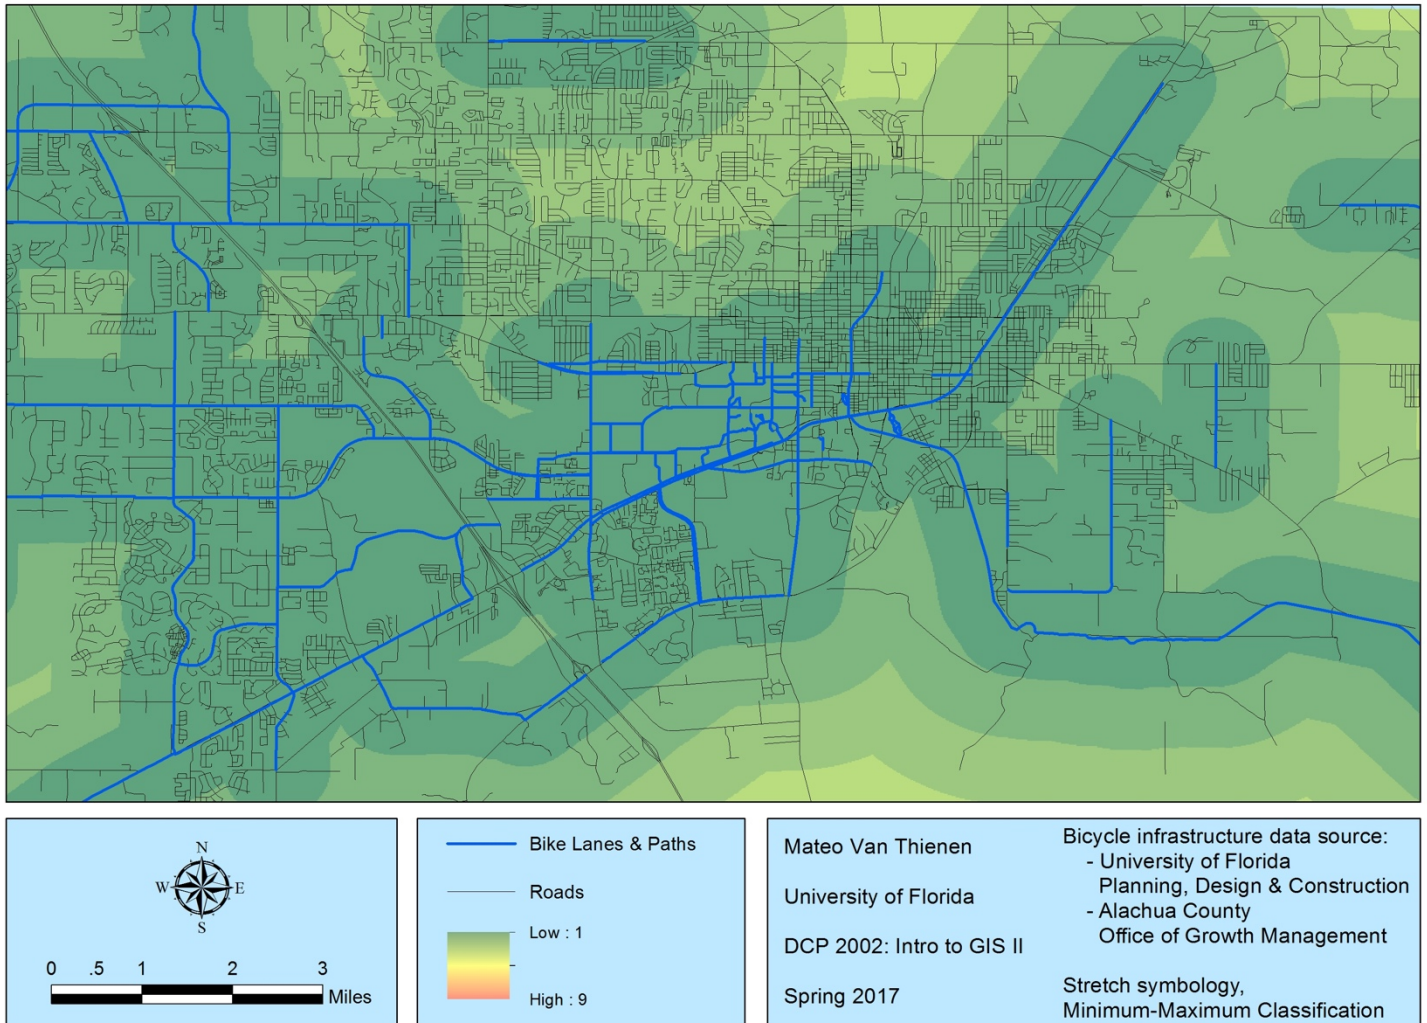 N
W E
S
0 .5 1 2 3
Miles
Bike Lanes & Paths
Roads
Low : 1
High : 9
Mateo Van Thienen
University of Florida
DCP 2002: Intro to GIS II
Spring 2017
Bicycle infrastructure data source:
- University of Florida
Planning, Design & Construction
- Alachua County
Office of Growth Management
Stretch symbology,
Minimum-Maximum Classification